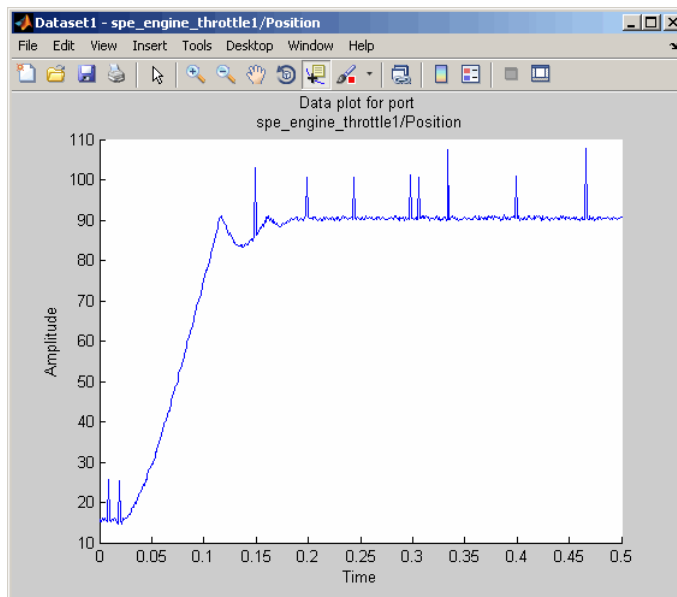 Dataset1 - spe_engine_throttle1/Position
File Edit View Insert Tools Desktop Window Help
Data plot for port
spe_engine_throttle1/Position
110
100
90
80
70
60
50
40
30
20
10
Amplitude
0 0.05 0.1 0.15 0.2 0.25 0.3 0.35 0.4 0.45 0.5
Time